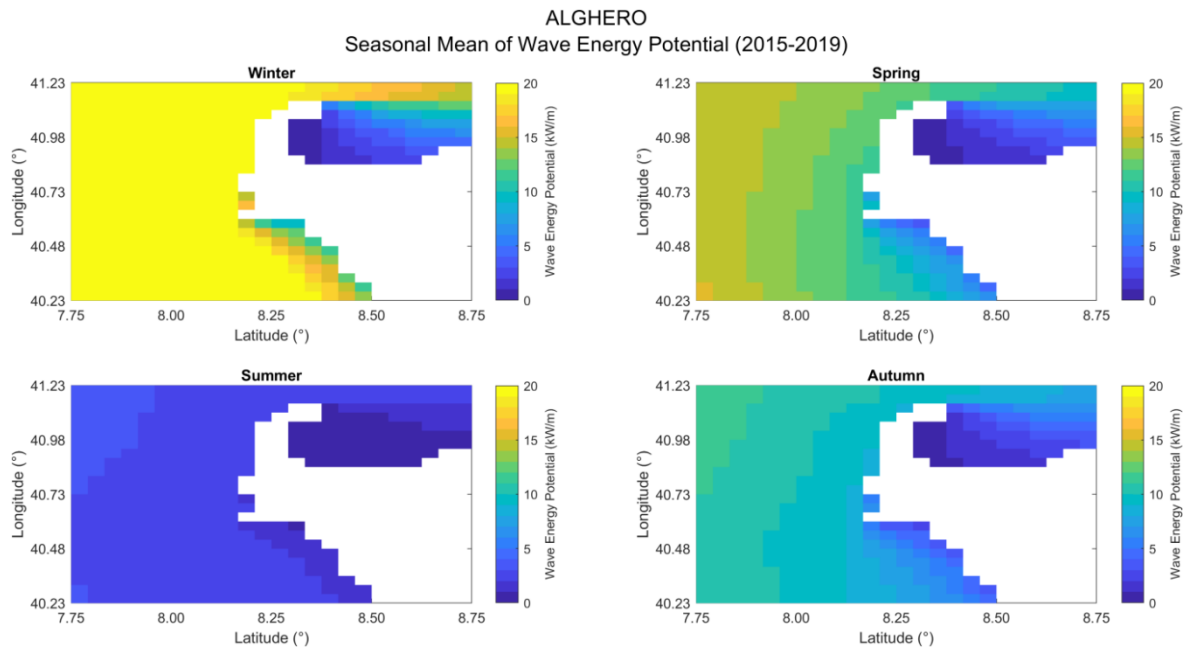 ALGHERO
Seasonal Mean of Wave Energy Potential (2015-2019)
Winter
41.23
40.98
40.73
40.48
40.23
Longitude (°)
7.75 8.00 8.25 8.50 8.75
Latitude (°)
20
15
10
5
0
Wave Energy Potential (kW/m)
Spring
41.23
40.98
40.73
40.48
40.23
Longitude (°)
7.75 8.00 8.25 8.50 8.75
Latitude (°)
20
15
10
5
0
Wave Energy Potential (kW/m)
Summer
41.23
40.98
40.73
40.48
40.23
Longitude (°)
7.75 8.00 8.25 8.50 8.75
Latitude (°)
20
15
10
5
0
Wave Energy Potential (kW/m)
Autumn
41.23
40.98
40.73
40.48
40.23
Longitude (°)
7.75 8.00 8.25 8.50 8.75
Latitude (°)
20
15
10
5
0
Wave Energy Potential (kW/m)